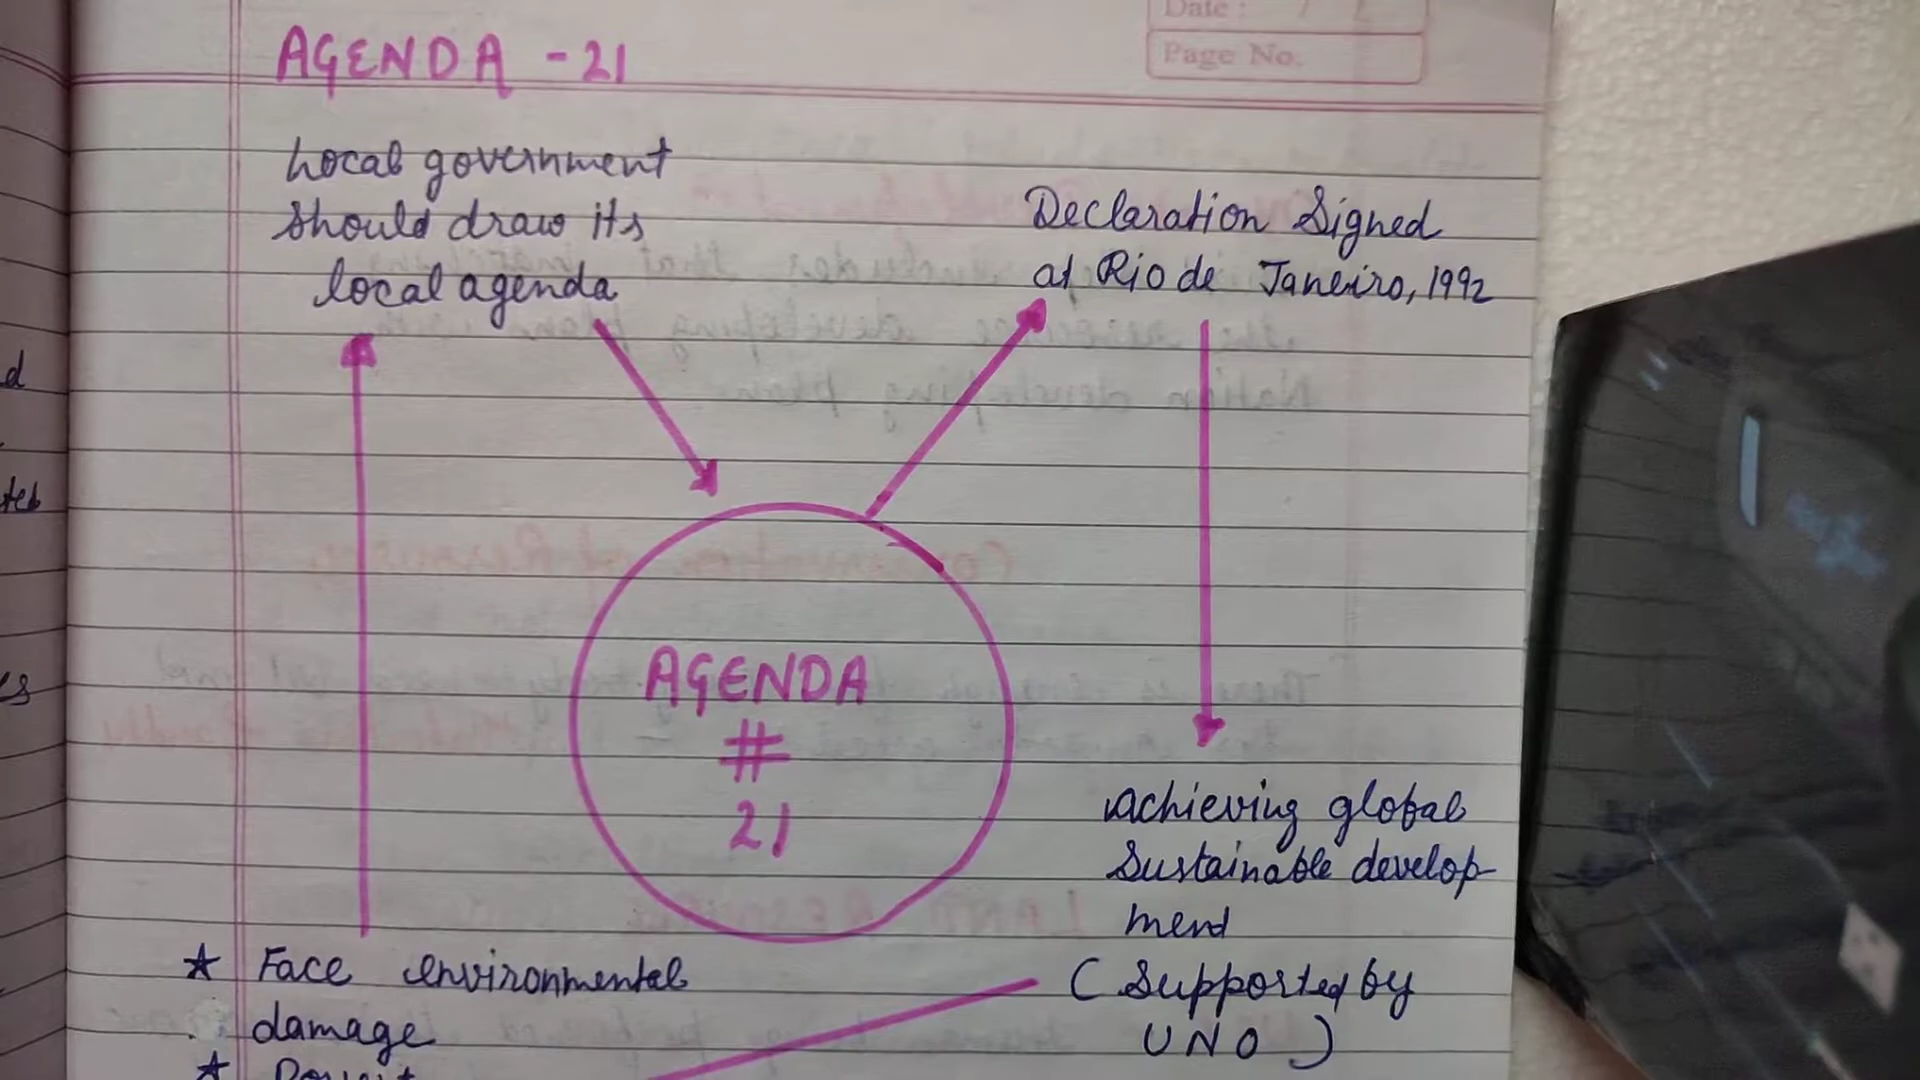 Date : / /
Page No.
AGENDA - 21
Local government
should draw its
local agenda
Declaration Signed
at Rio de Janeiro, 1992
AGENDA
#
21
achieving global
Sustainable develop-
ment
(Supported by
UNO)
★ Face environmental
damage
★